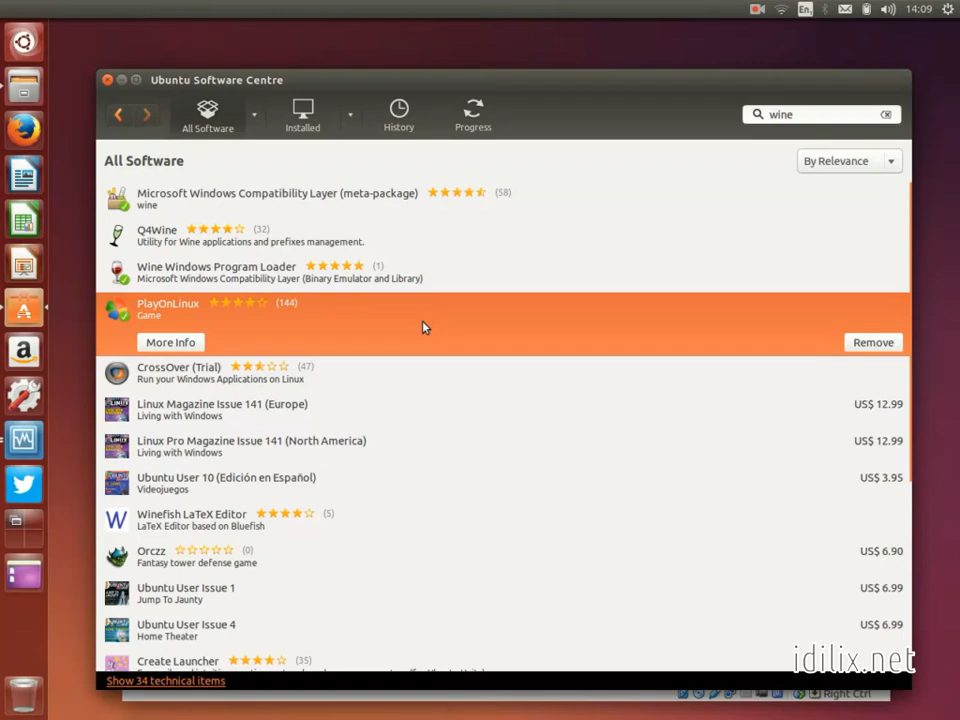 En
14:09
Ubuntu Software Centre
All Software
Installed
History
Progress
wine
All Software
By Relevance
Microsoft Windows Compatibility Layer (meta-package) (58)
wine
Q4Wine (32)
Utility for Wine applications and prefixes management.
Wine Windows Program Loader (1)
Microsoft Windows Compatibility Layer (Binary Emulator and Library)
PlayOnLinux (144)
Game
More Info
Remove
CrossOver (Trial) (47)
Run your Windows Applications on Linux
Linux Magazine Issue 141 (Europe) US$ 12.99
Living with Windows
Linux Pro Magazine Issue 141 (North America) US$ 12.99
Living with Windows
Ubuntu User 10 (Edición en Español) US$ 3.95
Videojuegos
Winefish LaTeX Editor (5)
LaTeX Editor based on Bluefish
Orczz (0) US$ 6.90
Fantasy tower defense game
Ubuntu User Issue 1 US$ 6.99
Jump To Jaunty
Ubuntu User Issue 4 US$ 6.99
Home Theater
Create Launcher (35)
idilix.net
Show 34 technical items
Right Ctrl